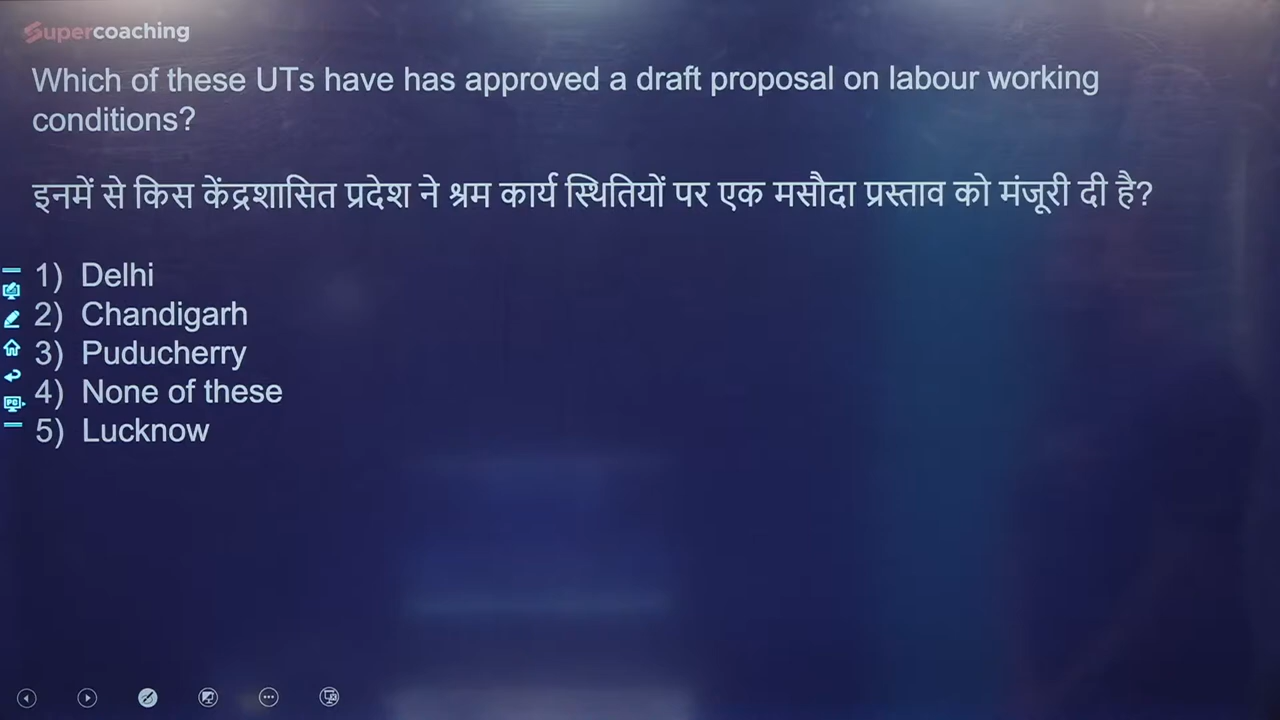 Supercoaching
Which of these UTs have has approved a draft proposal on labour working
conditions?
इनमें से किस केंद्रशासित प्रदेश ने श्रम कार्य स्थितियों पर एक मसौदा प्रस्ताव को मंजूरी दी है?
1) Delhi
2) Chandigarh
3) Puducherry
4) None of these
5) Lucknow